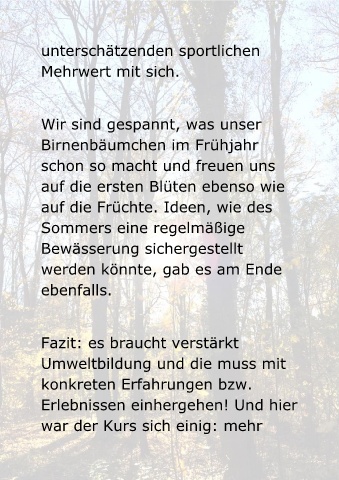 unterschätzenden sportlichen
Mehrwert mit sich.
Wir sind gespannt, was unser
Birnenbäumchen im Frühjahr
schon so macht und freuen uns
auf die ersten Blüten ebenso wie
auf die Früchte. Ideen, wie des
Sommers eine regelmäßige
Bewässerung sichergestellt
werden könnte, gab es am Ende
ebenfalls.
Fazit: es braucht verstärkt
Umweltbildung und die muss mit
konkreten Erfahrungen bzw.
Erlebnissen einhergehen! Und hier
war der Kurs sich einig: mehr